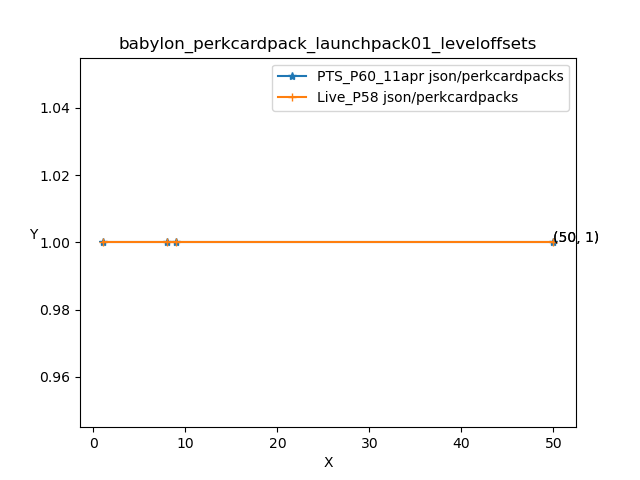 babylon_perkcardpack_launchpack01_leveloffsets
PTS_P60_11apr json/perkcardpacks
Live_P58 json/perkcardpacks
1.04
1.02
1.00
0.98
0.96
Y
(50, 1)
0 10 20 30 40 50
X